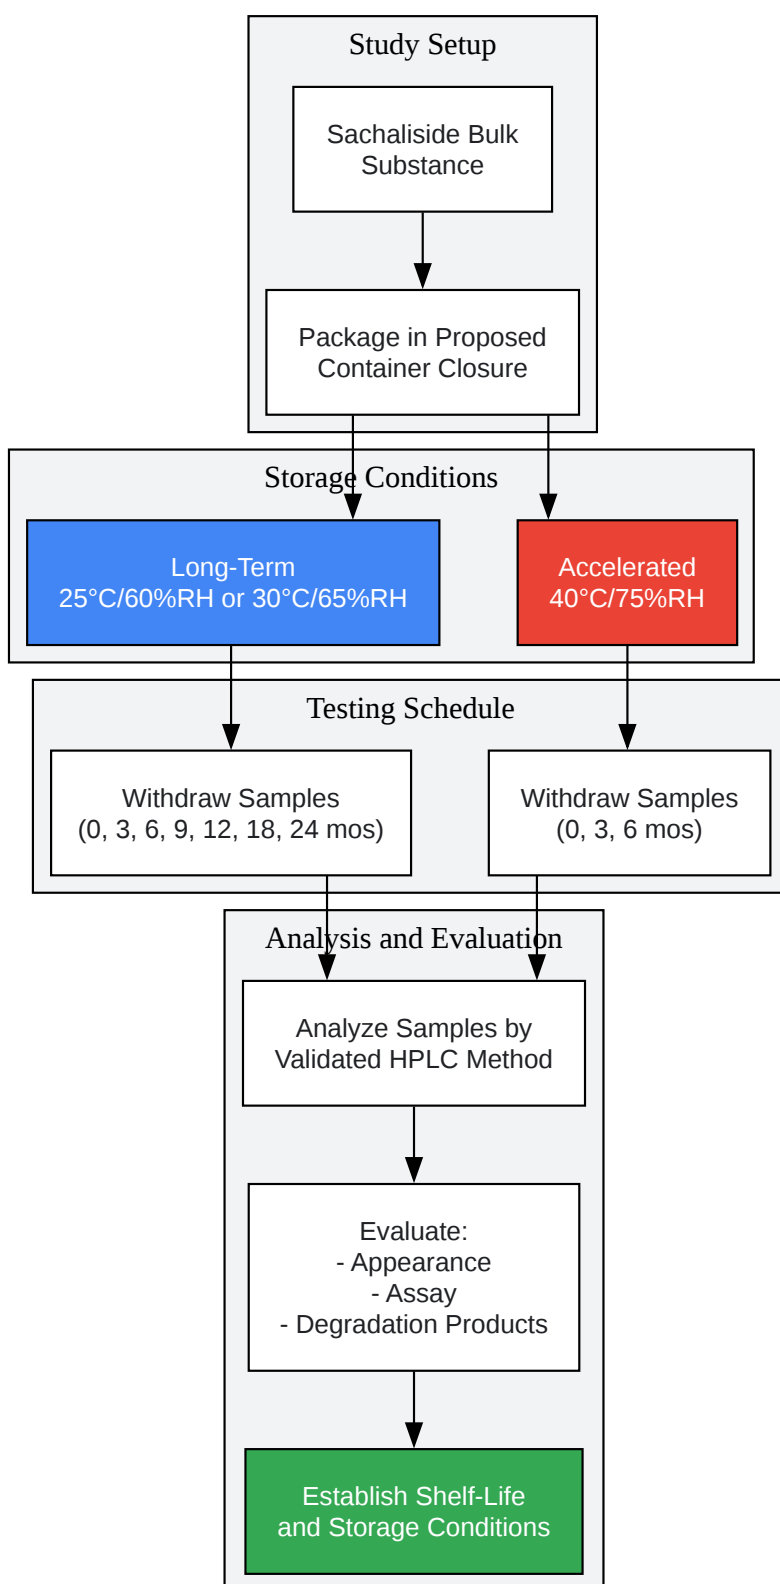 Study Setup
Sachaliside Bulk
Substance
Package in Proposed
Container Closure
Storage Conditions
Long-Term
25°C/60%RH or 30°C/65%RH
Accelerated
40°C/75%RH
Testing Schedule
Withdraw Samples
(0, 3, 6, 9, 12, 18, 24 mos)
Withdraw Samples
(0, 3, 6 mos)
Analysis and Evaluation
Analyze Samples by
Validated HPLC Method
Evaluate:
- Appearance
- Assay
- Degradation Products
Establish Shelf-Life
and Storage Conditions